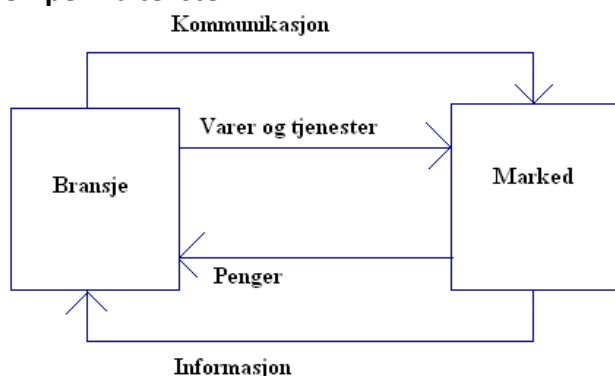 Kommunikasjon
Varer og tjenester
Bransje
Marked
Penger
Informasjon